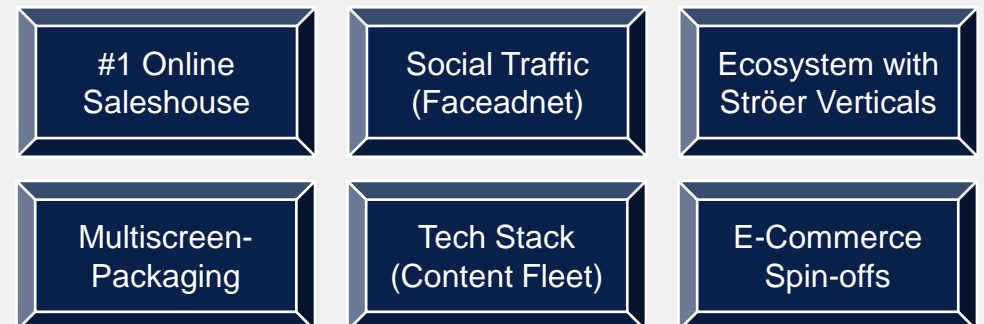 #1 Online
Saleshouse
Social Traffic
(Faceadnet)
Ecosystem with
Ströer Verticals
Multiscreen-
Packaging
Tech Stack
(Content Fleet)
E-Commerce
Spin-offs